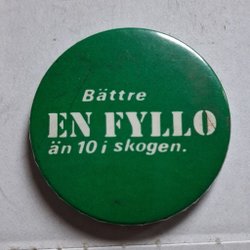 Bättre
EN FYLLO
än 10 i skogen.